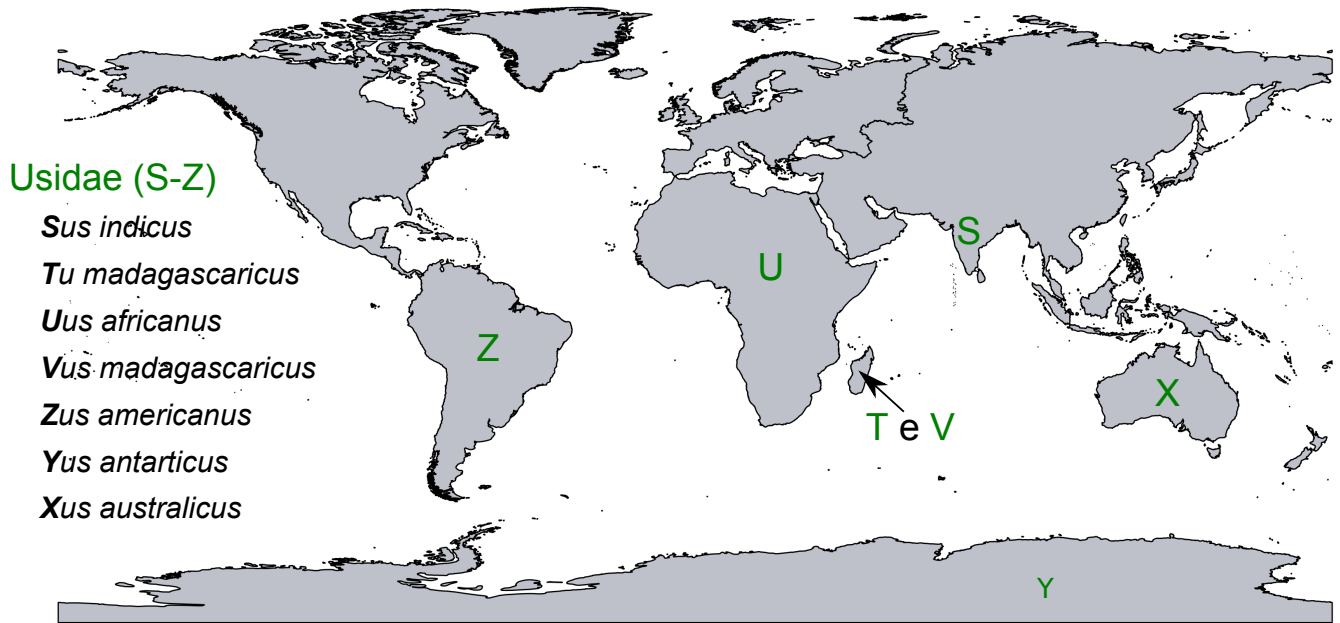 Usidae (S-Z)
Sus indicus
Tu madagascaricus
Uus africanus
Vus madagascaricus
Zus americanus
Yus antarticus
Xus australicus
S
U
Z
X
T e V
Y